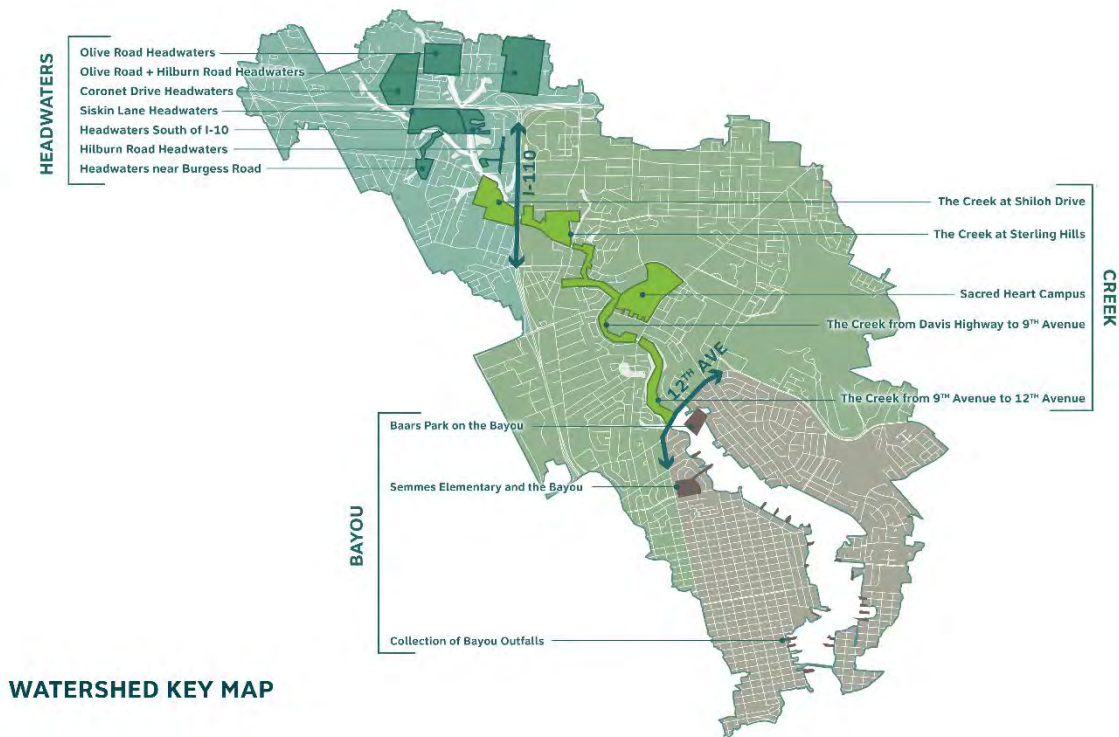 HEADWATERS
Olive Road Headwaters
Olive Road + Hilburn Road Headwaters
Coronet Drive Headwaters
Siskin Lane Headwaters
Headwaters South of I-10
Hilburn Road Headwaters
Headwaters near Burgess Road
I-110
CREEK
The Creek at Shiloh Drive
The Creek at Sterling Hills
Sacred Heart Campus
The Creek from Davis Highway to 9TH Avenue
12TH AVE
The Creek from 9TH Avenue to 12TH Avenue
BAYOU
Baars Park on the Bayou
Semmes Elementary and the Bayou
Collection of Bayou Outfalls
WATERSHED KEY MAP